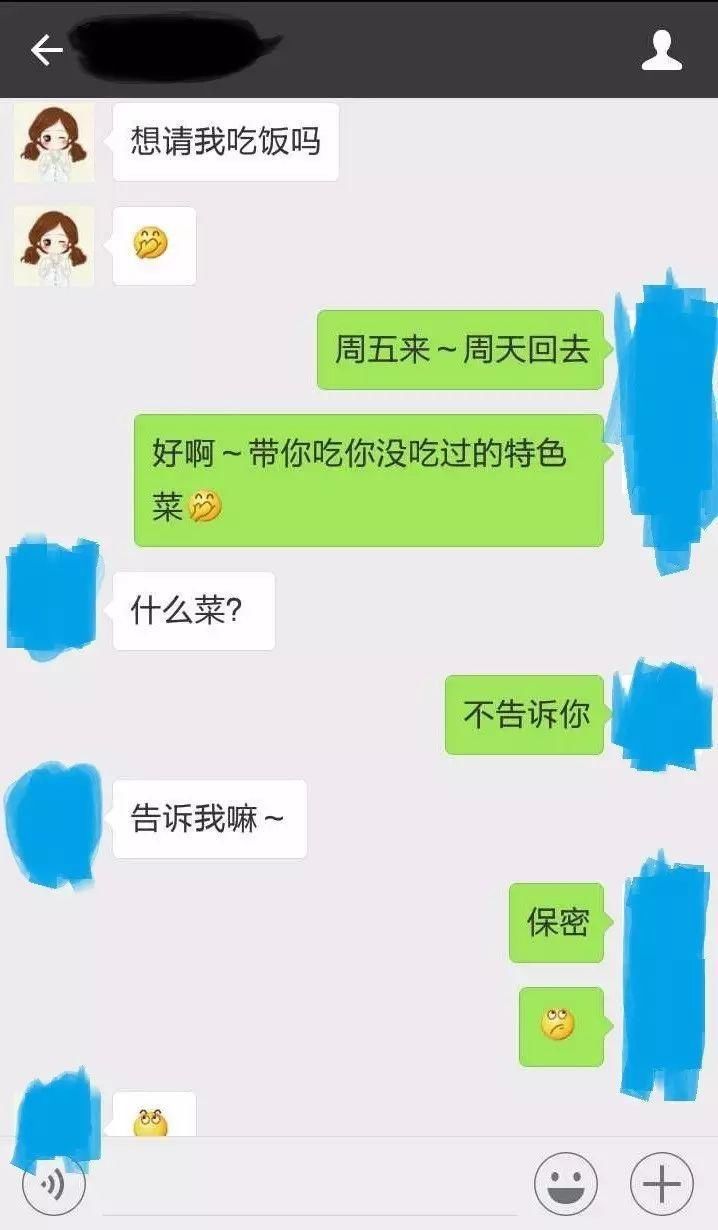 想请我吃饭吗
周五来～周天回去
好啊～带你吃你没吃过的特色
菜
什么菜?
不告诉你
告诉我嘛～
保密